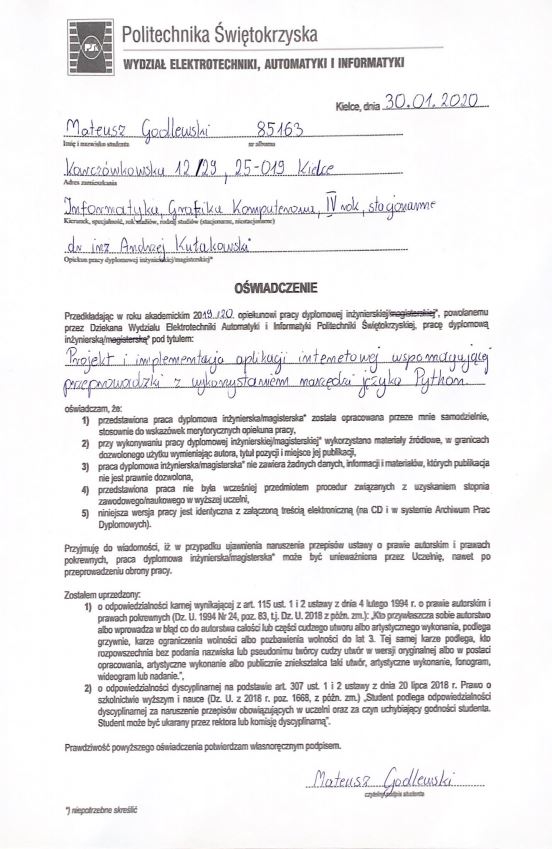 PŚk
Politechnika Świętokrzyska
WYDZIAŁ ELEKTROTECHNIKI, AUTOMATYKI I INFORMATYKI
Kielce, dnia 30.01.2020
Mateusz Godlewski 85163
Imię i nazwisko studenta nr albumu
Karczówkowska 12/29, 25-019 Kielce
Adres zamieszkania
Informatyka, Grafika Komputerowa, IV rok, stacjonarne
Kierunek, specjalność, rok studiów, rodzaj studiów (stacjonarne, niestacjonarne)
dr inż Andrzej Kułakowski
Opiekun pracy dyplomowej inżynierskiej/magisterskiej*
OŚWIADCZENIE
Przedkładając w roku akademickim 2019/20 opiekunowi pracy dyplomowej inżynierskiej/magisterskiej*, powołanemu
przez Dziekana Wydziału Elektrotechniki Automatyki i Informatyki Politechniki Świętokrzyskiej, pracę dyplomową
inżynierską/magisterską* pod tytułem:
Projekt i implementacja aplikacji internetowej wspomagającej
przeprowadzki z wykorzystaniem narzędzi języka Python.
oświadczam, że:
1) przedstawiona praca dyplomowa inżynierska/magisterska* została opracowana przeze mnie samodzielnie,
stosownie do wskazówek merytorycznych opiekuna pracy,
2) przy wykonywaniu pracy dyplomowej inżynierskiej/magisterskiej* wykorzystano materiały źródłowe, w granicach
dozwolonego użytku wymieniając autora, tytuł pozycji i miejsce jej publikacji,
3) praca dyplomowa inżynierska/magisterska* nie zawiera żadnych danych, informacji i materiałów, których publikacja
nie jest prawnie dozwolona,
4) przedstawiona praca nie była wcześniej przedmiotem procedur związanych z uzyskaniem stopnia
zawodowego/naukowego w wyższej uczelni,
5) niniejsza wersja pracy jest identyczna z załączoną treścią elektroniczną (na CD i w systemie Archiwum Prac
Dyplomowych).
Przyjmuję do wiadomości, iż w przypadku ujawnienia naruszenia przepisów ustawy o prawie autorskim i prawach
pokrewnych, praca dyplomowa inżynierska/magisterska* może być unieważniona przez Uczelnię, nawet po
przeprowadzeniu obrony pracy.
Zostałem uprzedzony:
1) o odpowiedzialności karnej wynikającej z art. 115 ust. 1 i 2 ustawy z dnia 4 lutego 1994 r. o prawie autorskim i
prawach pokrewnych (Dz. U. 1994 Nr 24, poz. 83, t.j. Dz. U. 2018 r. z późn. zm.): „Kto przywłaszcza sobie autorstwo
albo wprowadza w błąd co do autorstwa całości lub części cudzego utworu albo artystycznego wykonania, podlega
grzywnie, karze ograniczenia wolności albo pozbawienia wolności do lat 3. Tej samej karze podlega, kto
rozpowszechnia bez podania nazwiska lub pseudonimu twórcy cudzy utwór w wersji oryginalnej albo w postaci
opracowania, artystyczne wykonanie albo publicznie zniekształca taki utwór, artystyczne wykonanie, fonogram,
wideogram lub nadanie.",
2) o odpowiedzialności dyscyplinarnej na podstawie art. 307 ust. 1 i 2 ustawy z dnia 20 lipca 2018 r. Prawo o
szkolnictwie wyższym i nauce (Dz. U. z 2018 r. poz. 1668, z późn. zm.) „Student podlega odpowiedzialności
dyscyplinarnej za naruszenie przepisów obowiązujących w uczelni oraz za czyn uchybiający godności studenta.
Student może być ukarany przez rektora lub komisję dyscyplinarną".
Prawdziwość powyższego oświadczenia potwierdzam własnoręcznym podpisem.
Mateusz Godlewski
czytelny podpis studenta
*) niepotrzebne skreślić